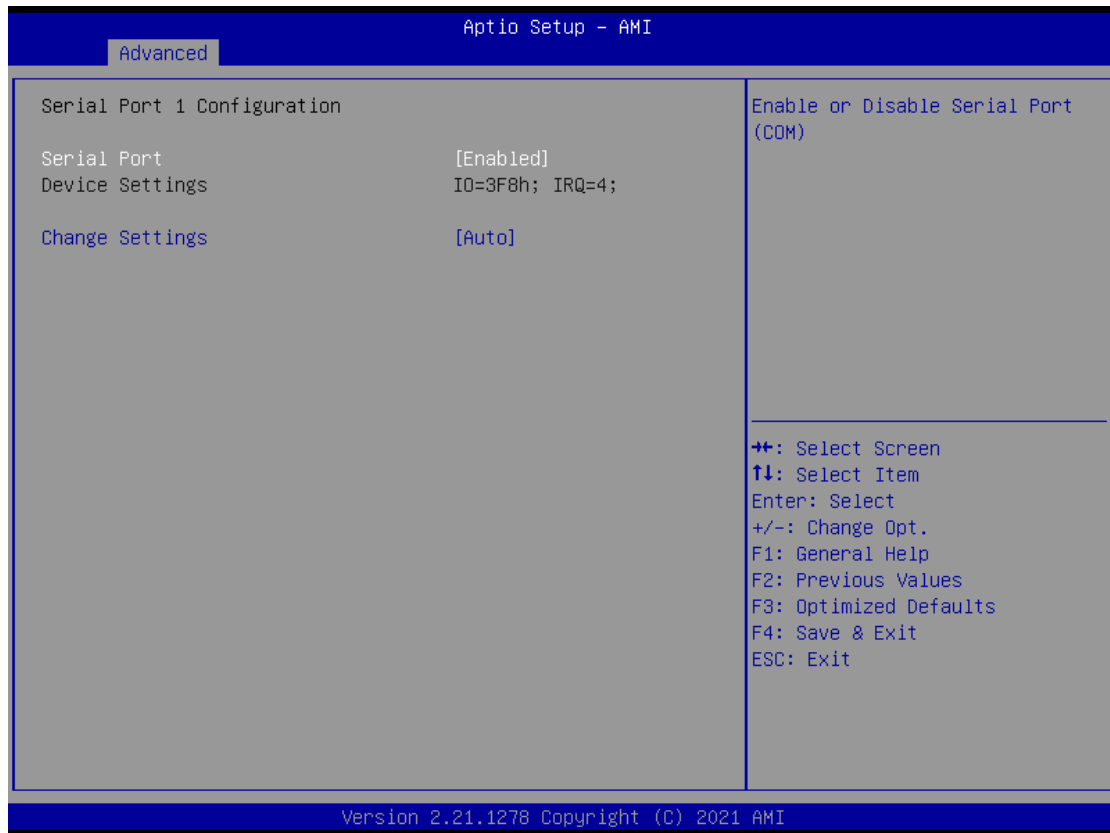 Aptio Setup – AMI
Advanced
Serial Port 1 Configuration
Serial Port [Enabled]
Device Settings IO=3F8h; IRQ=4;
Change Settings [Auto]
Enable or Disable Serial Port
(COM)
→←: Select Screen
↑↓: Select Item
Enter: Select
+/-: Change Opt.
F1: General Help
F2: Previous Values
F3: Optimized Defaults
F4: Save & Exit
ESC: Exit
Version 2.21.1278 Copyright (C) 2021 AMI